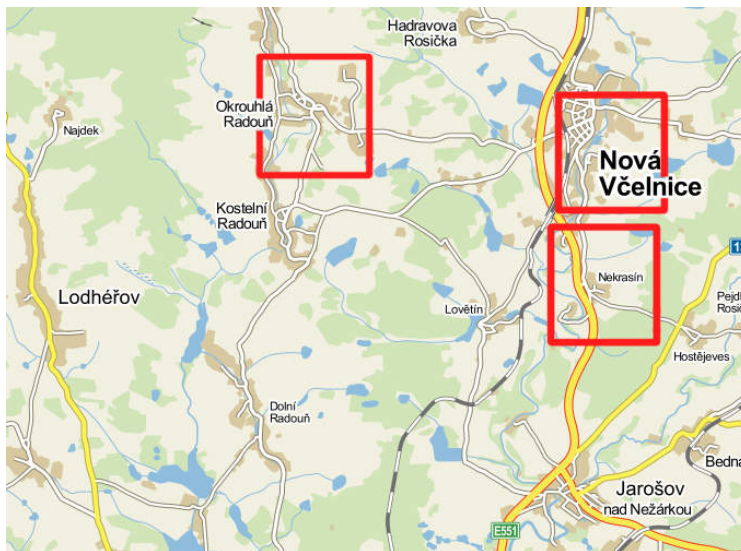 Hadravova
Rosička
Okrouhlá
Radouň
Najdek
Nová
Včelnice
Kostelní
Radouň
Nekrasín
Lodhéřov
Lovětín
Hostějeves
Dolní
Radouň
Jarošov
nad Nežárkou
E551